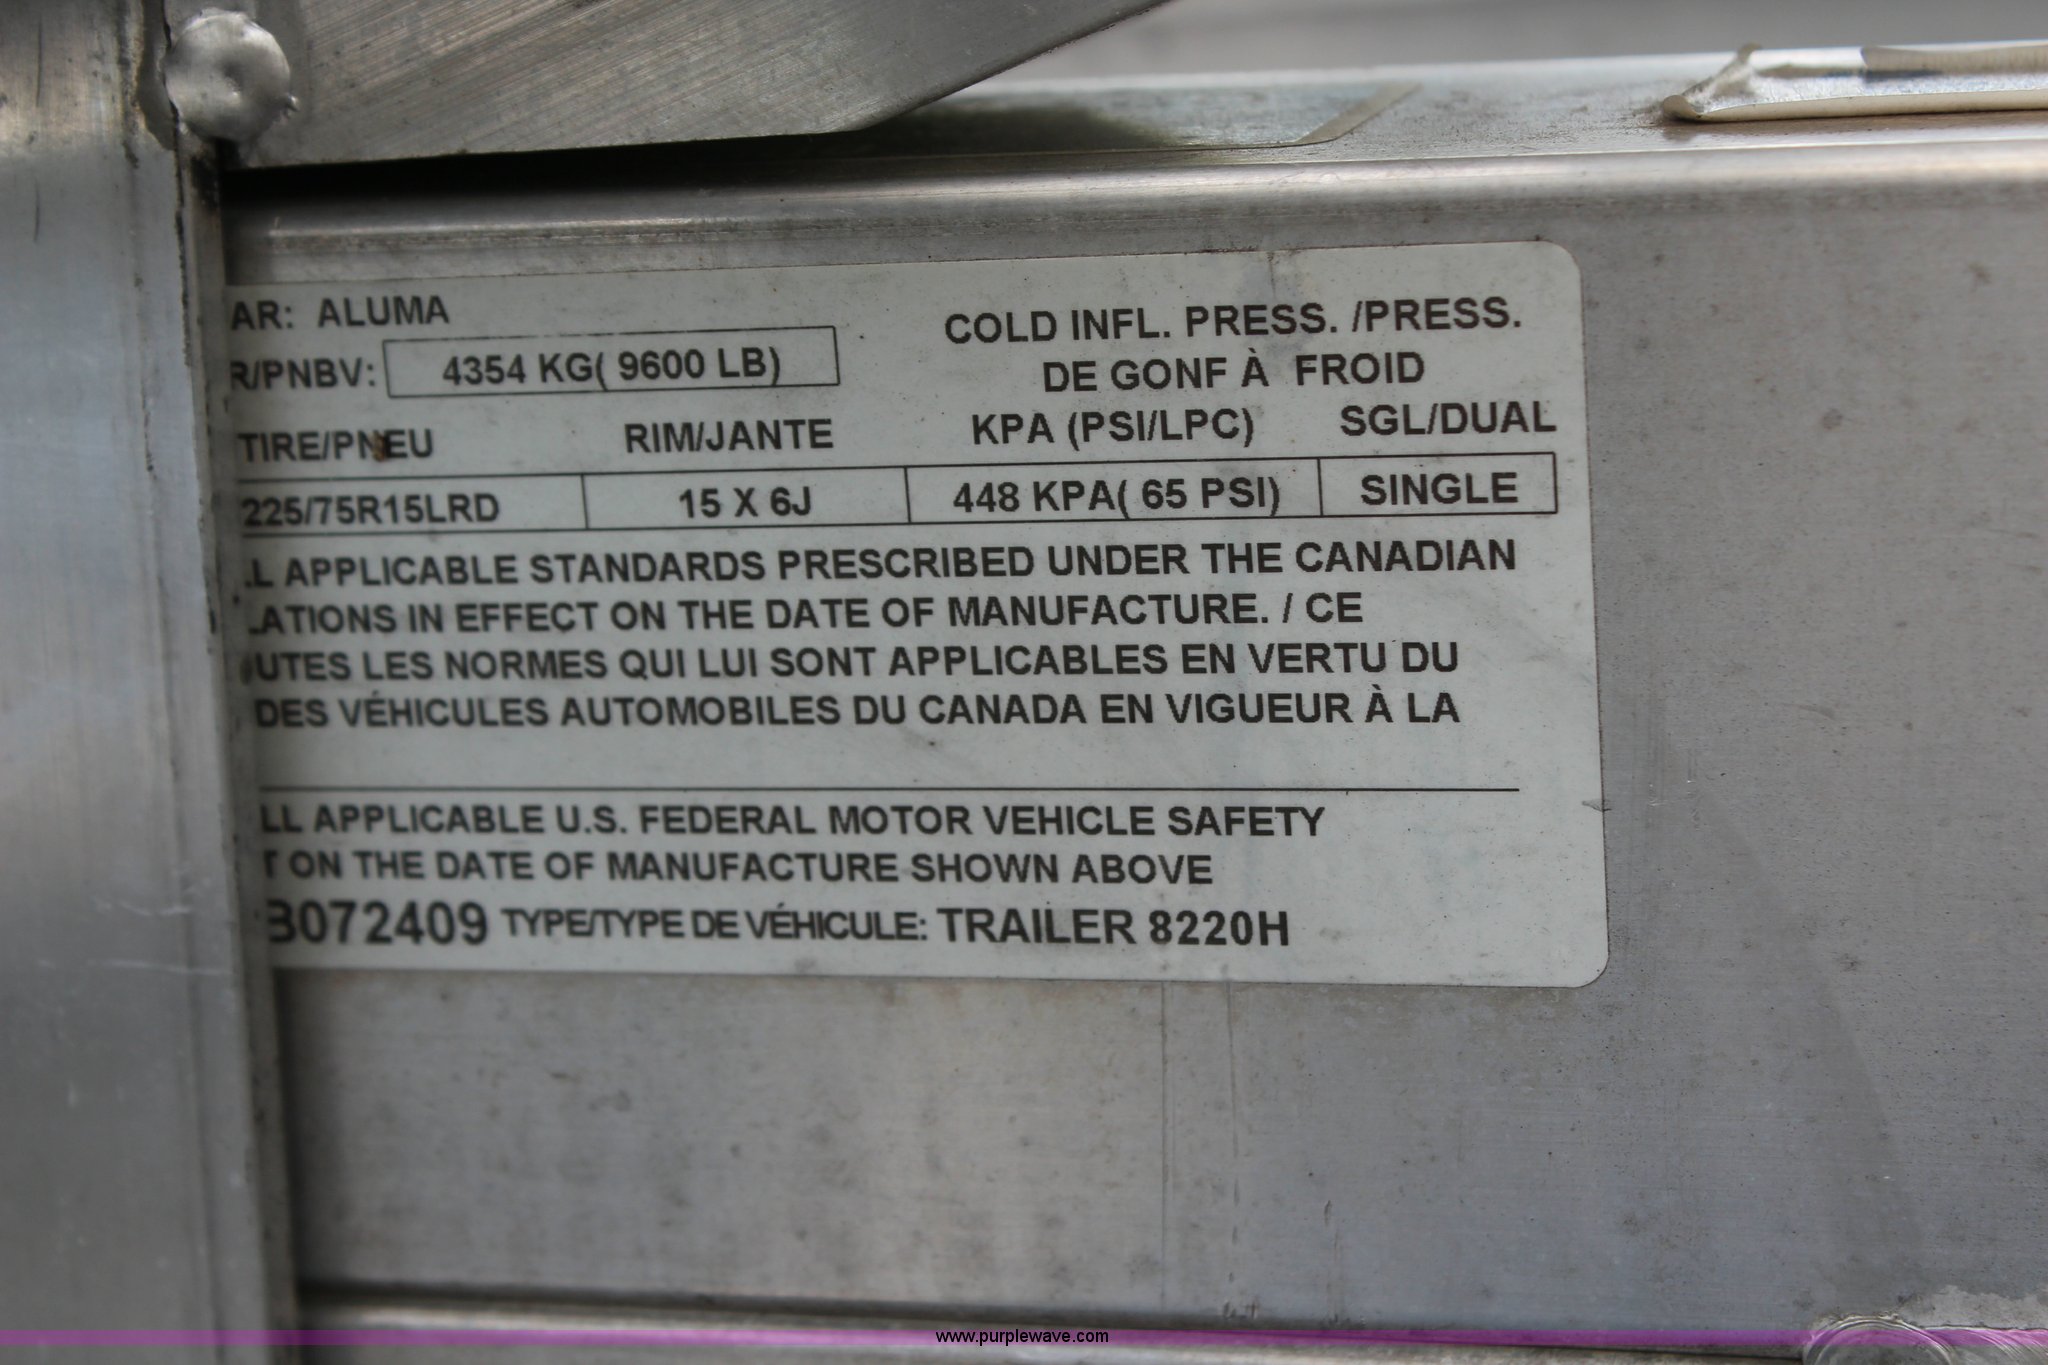 AR: ALUMA
R/PNBV: 4354 KG( 9600 LB)
COLD INFL. PRESS. /PRESS.
DE GONF À FROID
TIRE/PNEU RIM/JANTE KPA (PSI/LPC) SGL/DUAL
225/75R15LRD 15 X 6J 448 KPA( 65 PSI) SINGLE
LL APPLICABLE STANDARDS PRESCRIBED UNDER THE CANADIAN
LATIONS IN EFFECT ON THE DATE OF MANUFACTURE. / CE
OUTES LES NORMES QUI LUI SONT APPLICABLES EN VERTU DU
DES VÉHICULES AUTOMOBILES DU CANADA EN VIGUEUR À LA
LL APPLICABLE U.S. FEDERAL MOTOR VEHICLE SAFETY
T ON THE DATE OF MANUFACTURE SHOWN ABOVE
B072409 TYPE/TYPE DE VÉHICULE: TRAILER 8220H
www.purplewave.com